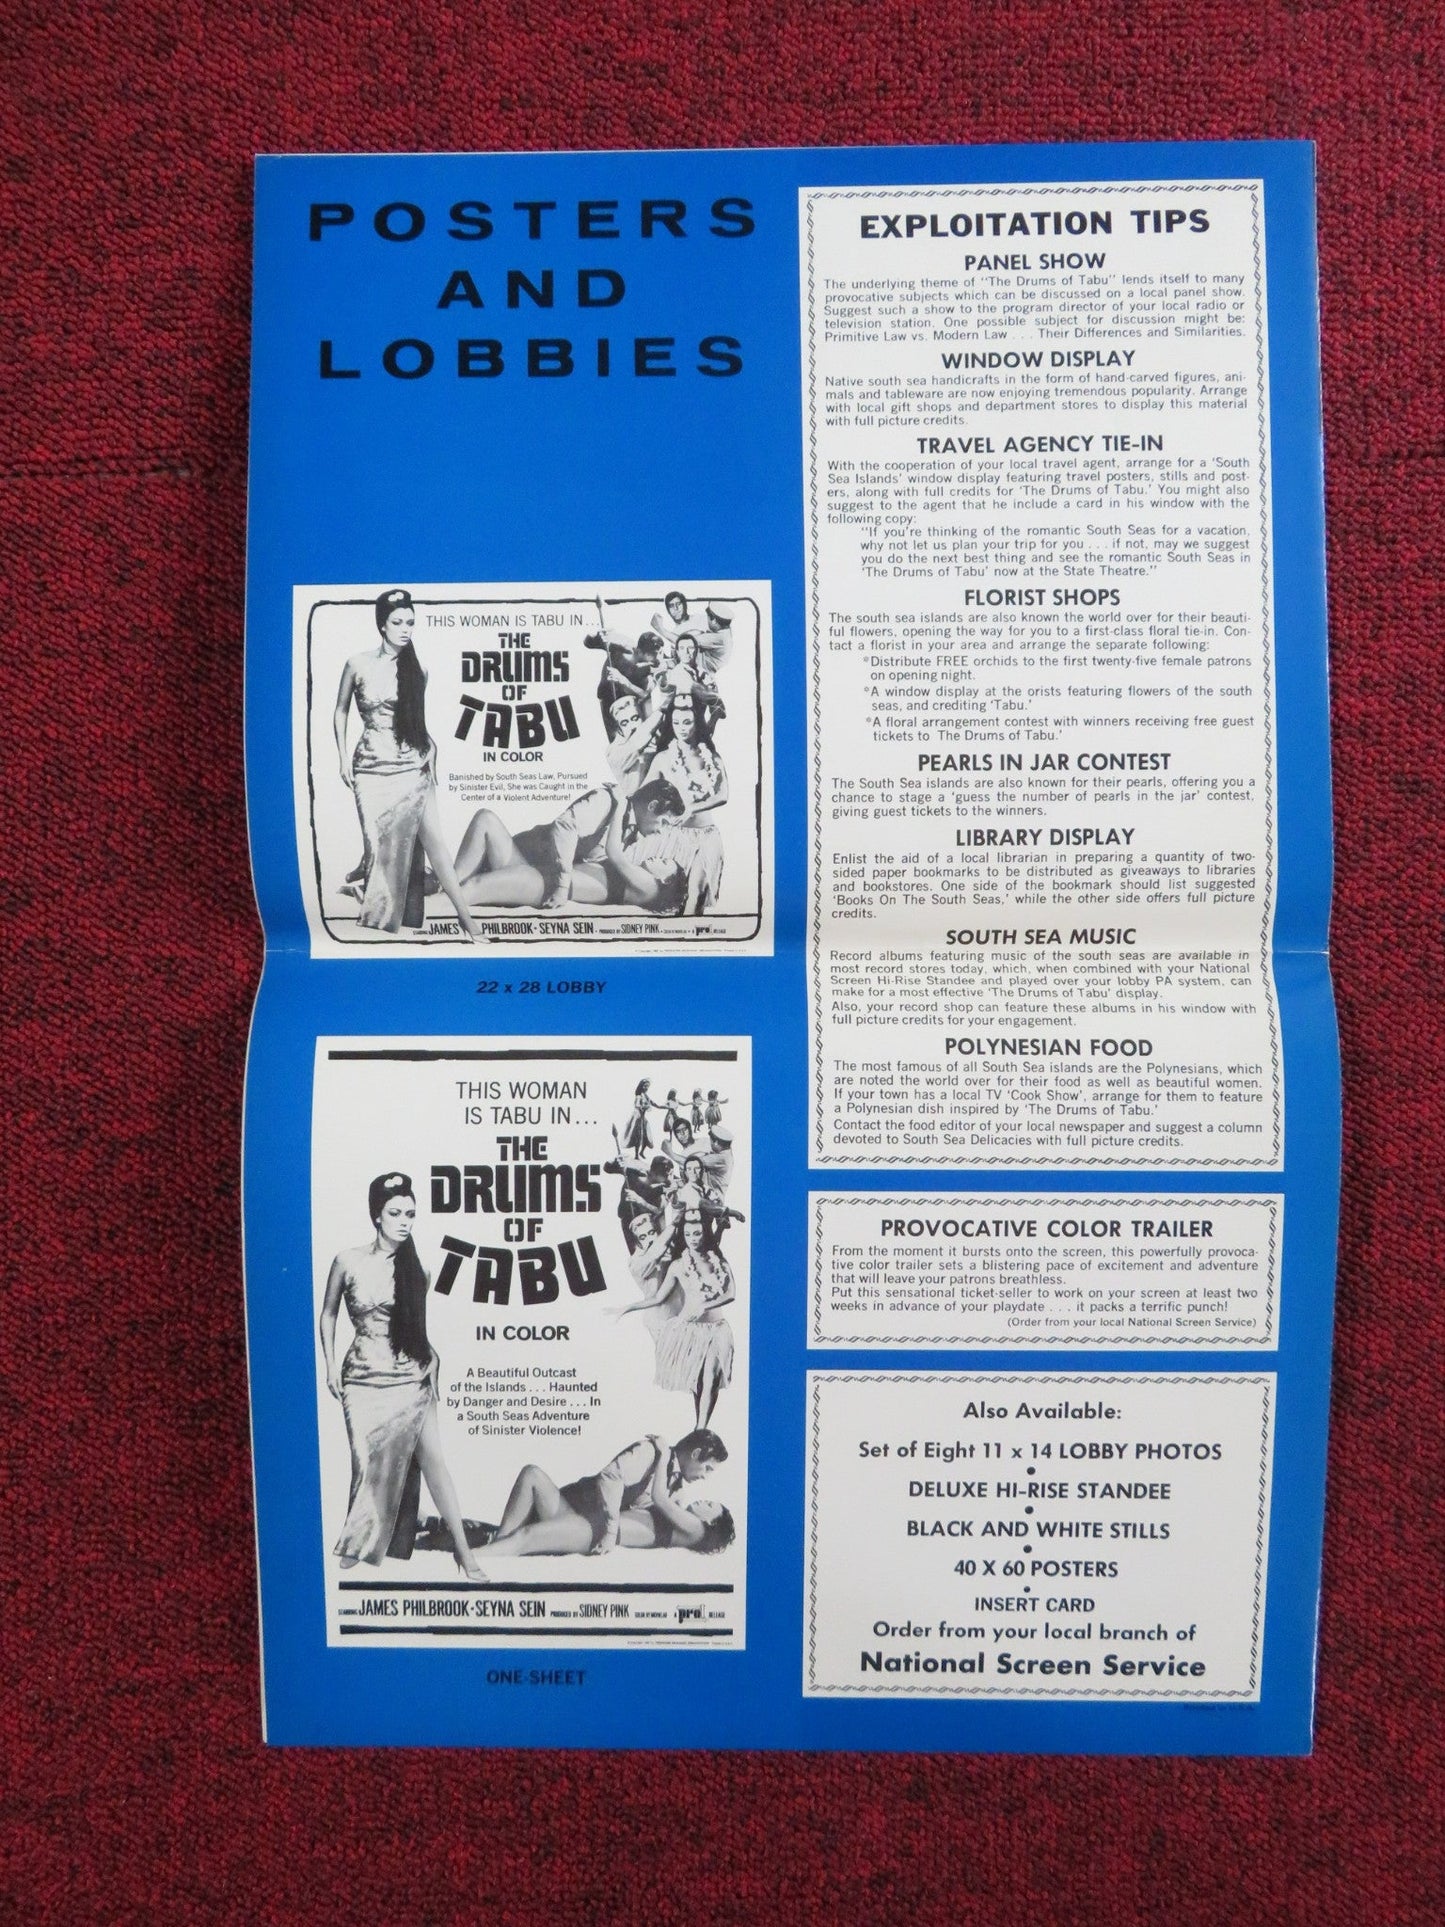 POSTERS
AND
LOBBIES
THIS WOMAN IS TABU IN...
THE
DRUMS
OF
TABU
IN COLOR
Banished by South Seas Law, Pursued
by Sinister Evil, She was Caught in the
Center of a Violent Adventure!
STARRING JAMES PHILBROOK · SEYNA SEIN · PRODUCED BY SIDNEY PINK · COLOR BY MOVIELAB · A pro RELEASE
22 x 28 LOBBY
THIS WOMAN
IS TABU IN...
THE
DRUMS
OF
TABU
IN COLOR
A Beautiful Outcast
of the Islands . . . Haunted
by Danger and Desire . . . In
a South Seas Adventure
of Sinister Violence!
STARRING JAMES PHILBROOK · SEYNA SEIN PRODUCED BY SIDNEY PINK COLOR BY MOVIELAB A pro RELEASE
ONE-SHEET
EXPLOITATION TIPS
PANEL SHOW
The underlying theme of "The Drums of Tabu" lends itself to many
provocative subjects which can be discussed on a local panel show.
Suggest such a show to the program director of your local radio or
television station. One possible subject for discussion might be:
Primitive Law vs. Modern Law . . . Their Differences and Similarities.
WINDOW DISPLAY
Native south sea handicrafts in the form of hand-carved figures, ani-
mals and tableware are now enjoying tremendous popularity. Arrange
with local gift shops and department stores to display this material
with full picture credits.
TRAVEL AGENCY TIE-IN
With the cooperation of your local travel agent, arrange for a 'South
Sea Islands' window display featuring travel posters, stills and post-
ers, along with full credits for 'The Drums of Tabu.' You might also
suggest to the agent that he include a card in his window with the
following copy:
"If you're thinking of the romantic South Seas for a vacation,
why not let us plan your trip for you . . . if not, may we suggest
you do the next best thing and see the romantic South Seas in
'The Drums of Tabu' now at the State Theatre."
FLORIST SHOPS
The south sea islands are also known the world over for their beauti-
ful flowers, opening the way for you to a first-class floral tie-in. Con-
tact a florist in your area and arrange the separate following:
*Distribute FREE orchids to the first twenty-five female patrons
on opening night.
*A window display at the orists featuring flowers of the south
seas, and crediting 'Tabu.'
*A floral arrangement contest with winners receiving free guest
tickets to The Drums of Tabu.'
PEARLS IN JAR CONTEST
The South Sea islands are also known for their pearls, offering you a
chance to stage a 'guess the number of pearls in the jar' contest,
giving guest tickets to the winners.
LIBRARY DISPLAY
Enlist the aid of a local librarian in preparing a quantity of two-
sided paper bookmarks to be distributed as giveaways to libraries
and bookstores. One side of the bookmark should list suggested
'Books On The South Seas,' while the other side offers full picture
credits.
SOUTH SEA MUSIC
Record albums featuring music of the south seas are available in
most record stores today, which, when combined with your National
Screen Hi-Rise Standee and played over your lobby PA system, can
make for a most effective 'The Drums of Tabu' display.
Also, your record shop can feature these albums in his window with
full picture credits for your engagement.
POLYNESIAN FOOD
The most famous of all South Sea islands are the Polynesians, which
are noted the world over for their food as well as beautiful women.
If your town has a local TV 'Cook Show', arrange for them to feature
a Polynesian dish inspired by 'The Drums of Tabu.'
Contact the food editor of your local newspaper and suggest a column
devoted to South Sea Delicacies with full picture credits.
PROVOCATIVE COLOR TRAILER
From the moment it bursts onto the screen, this powerfully provoca-
tive color trailer sets a blistering pace of excitement and adventure
that will leave your patrons breathless.
Put this sensational ticket-seller to work on your screen at least two
weeks in advance of your playdate . . . it packs a terrific punch!
(Order from your local National Screen Service)
Also Available:
Set of Eight 11 x 14 LOBBY PHOTOS
DELUXE HI-RISE STANDEE
BLACK AND WHITE STILLS
40 X 60 POSTERS
INSERT CARD
Order from your local branch of
National Screen Service
Printed in U.S.A.